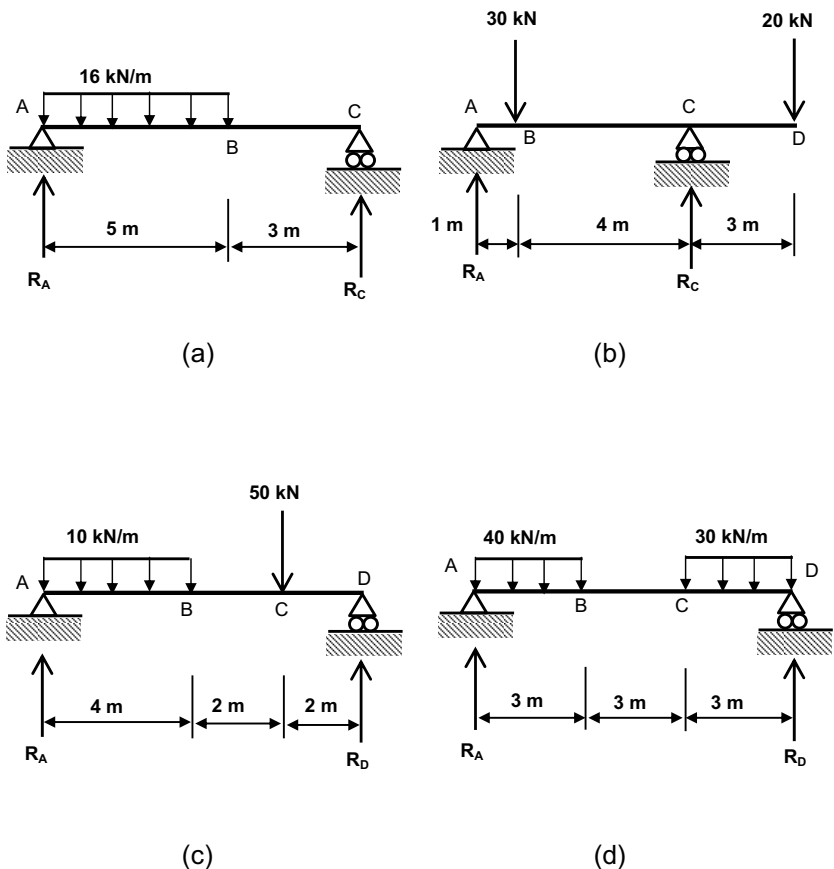 16 kN/m
A
C
B
5 m
3 m
R_A
R_C
(a)
30 kN
20 kN
A
C
B
D
1 m
4 m
3 m
R_A
R_C
(b)
50 kN
10 kN/m
A
D
B
C
4 m
2 m
2 m
R_A
R_D
(c)
40 kN/m
30 kN/m
A
D
B
C
3 m
3 m
3 m
R_A
R_D
(d)